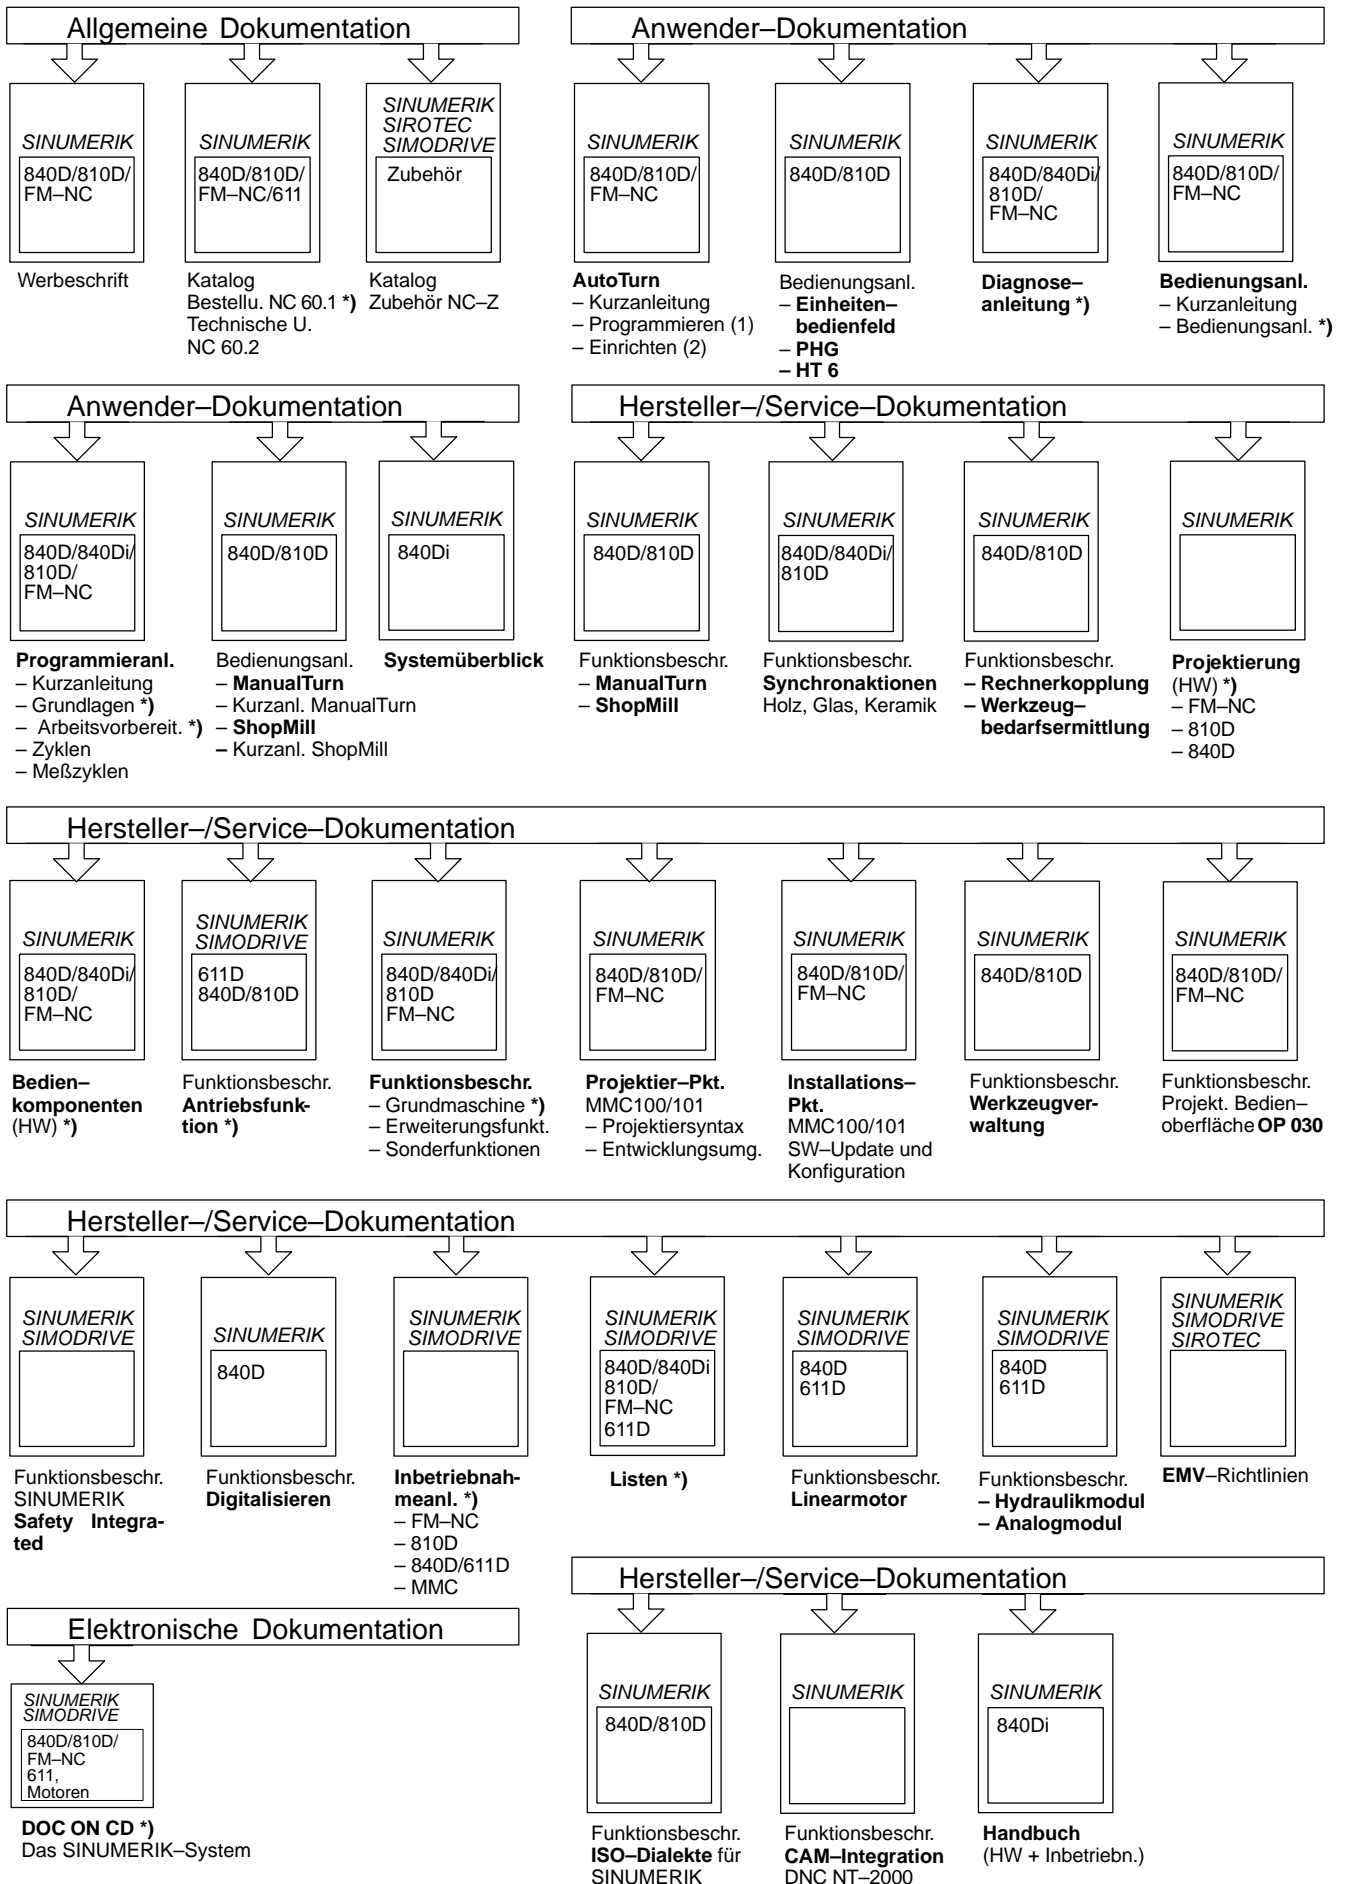 Allgemeine Dokumentation
SINUMERIK
840D/810D/
FM–NC
Werbeschrift
SINUMERIK
840D/810D/
FM–NC/611
Katalog
Bestellu. NC 60.1 *)
Technische U.
NC 60.2
SINUMERIK
SIROTEC
SIMODRIVE
Zubehör
Katalog
Zubehör NC–Z
Anwender–Dokumentation
SINUMERIK
840D/810D/
FM–NC
AutoTurn
– Kurzanleitung
– Programmieren (1)
– Einrichten (2)
SINUMERIK
840D/810D
Bedienungsanl.
– Einheiten–
bedienfeld
– PHG
– HT 6
SINUMERIK
840D/840Di/
810D/
FM–NC
Diagnose–
anleitung *)
SINUMERIK
840D/810D/
FM–NC
Bedienungsanl.
– Kurzanleitung
– Bedienungsanl. *)
Anwender–Dokumentation
SINUMERIK
840D/840Di/
810D/
FM–NC
Programmieranl.
– Kurzanleitung
– Grundlagen *)
– Arbeitsvorbereit. *)
– Zyklen
– Meßzyklen
SINUMERIK
840D/810D
Bedienungsanl.
– ManualTurn
– Kurzanl. ManualTurn
– ShopMill
– Kurzanl. ShopMill
SINUMERIK
840Di
Systemüberblick
Hersteller–/Service–Dokumentation
SINUMERIK
840D/810D
Funktionsbeschr.
– ManualTurn
– ShopMill
SINUMERIK
840D/840Di/
810D
Funktionsbeschr.
Synchronaktionen
Holz, Glas, Keramik
SINUMERIK
840D/810D
Funktionsbeschr.
– Rechnerkopplung
– Werkzeug–
bedarfsermittlung
SINUMERIK
Projektierung
(HW) *)
– FM–NC
– 810D
– 840D
Hersteller–/Service–Dokumentation
SINUMERIK
840D/840Di/
810D/
FM–NC
Bedien–
komponenten
(HW) *)
SINUMERIK
SIMODRIVE
611D
840D/810D
Funktionsbeschr.
Antriebsfunk–
tion *)
SINUMERIK
840D/840Di/
810D
FM–NC
Funktionsbeschr.
– Grundmaschine *)
– Erweiterungsfunkt.
– Sonderfunktionen
SINUMERIK
840D/810D/
FM–NC
Projektier–Pkt.
MMC100/101
– Projektiersyntax
– Entwicklungsumg.
SINUMERIK
840D/810D/
FM–NC
Installations–
Pkt.
MMC100/101
SW–Update und
Konfiguration
SINUMERIK
840D/810D
Funktionsbeschr.
Werkzeugver–
waltung
SINUMERIK
840D/810D/
FM–NC
Funktionsbeschr.
Projekt. Bedien–
oberfläche OP 030
Hersteller–/Service–Dokumentation
SINUMERIK
SIMODRIVE
Funktionsbeschr.
SINUMERIK
Safety Integra–
ted
SINUMERIK
840D
Funktionsbeschr.
Digitalisieren
SINUMERIK
SIMODRIVE
Inbetriebnah–
meanl. *)
– FM–NC
– 810D
– 840D/611D
– MMC
SINUMERIK
SIMODRIVE
840D/840Di
810D/
FM–NC
611D
Listen *)
SINUMERIK
SIMODRIVE
840D
611D
Funktionsbeschr.
Linearmotor
SINUMERIK
SIMODRIVE
840D
611D
Funktionsbeschr.
– Hydraulikmodul
– Analogmodul
SINUMERIK
SIMODRIVE
SIROTEC
EMV–Richtlinien
Elektronische Dokumentation
SINUMERIK
SIMODRIVE
840D/810D/
FM–NC
611,
Motoren
DOC ON CD *)
Das SINUMERIK–System
Hersteller–/Service–Dokumentation
SINUMERIK
840D/810D
Funktionsbeschr.
ISO–Dialekte für
SINUMERIK
SINUMERIK
Funktionsbeschr.
CAM–Integration
DNC NT–2000
SINUMERIK
840Di
Handbuch
(HW + Inbetriebn.)